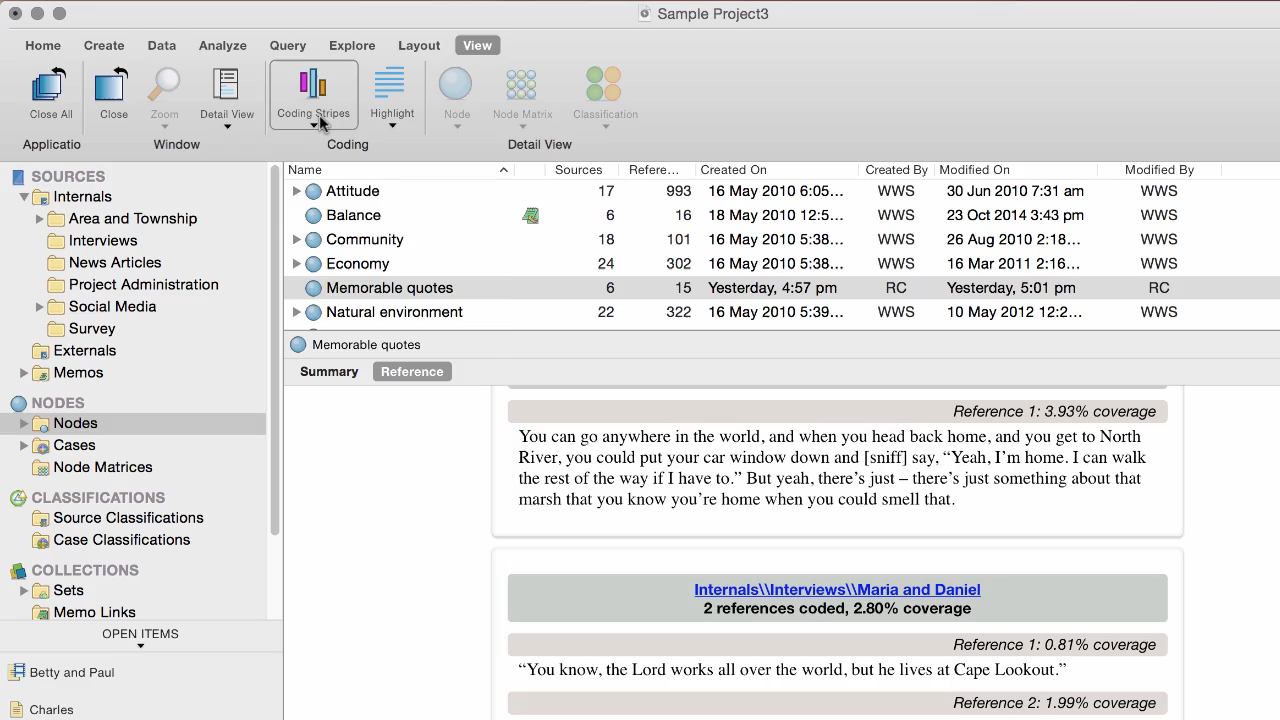 Sample Project3
Home Create Data Analyze Query Explore Layout View
Close All Close Zoom Detail View Coding Stripes Highlight Node Node Matrix Classification
Applicatio Window Coding Detail View
SOURCES
Internals
Area and Township
Interviews
News Articles
Project Administration
Social Media
Survey
Externals
Memos
NODES
Nodes
Cases
Node Matrices
CLASSIFICATIONS
Source Classifications
Case Classifications
COLLECTIONS
Sets
Memo Links
OPEN ITEMS
Betty and Paul
Charles
Name Sources Refere... Created On Created By Modified On Modified By
Attitude 17 993 16 May 2010 6:05... WWS 30 Jun 2010 7:31 am WWS
Balance 6 16 18 May 2010 12:5... WWS 23 Oct 2014 3:43 pm WWS
Community 18 101 16 May 2010 5:38... WWS 26 Aug 2010 2:18... WWS
Economy 24 302 16 May 2010 5:38... WWS 16 Mar 2011 2:16... WWS
Memorable quotes 6 15 Yesterday, 4:57 pm RC Yesterday, 5:01 pm RC
Natural environment 22 322 16 May 2010 5:39... WWS 10 May 2012 12:2... WWS
Memorable quotes
Summary Reference
Reference 1: 3.93% coverage
You can go anywhere in the world, and when you head back home, and you get to North
River, you could put your car window down and [sniff] say, “Yeah, I’m home. I can walk
the rest of the way if I have to.” But yeah, there’s just – there’s just something about that
marsh that you know you’re home when you could smell that.
Internals\\Interviews\\Maria and Daniel
2 references coded, 2.80% coverage
Reference 1: 0.81% coverage
“You know, the Lord works all over the world, but he lives at Cape Lookout.”
Reference 2: 1.99% coverage